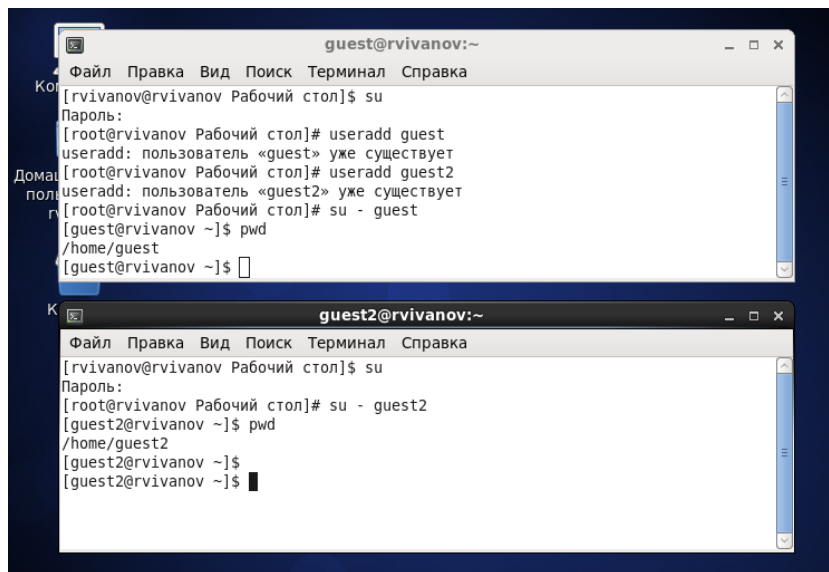 guest@rvivanov:~
Файл Правка Вид Поиск Терминал Справка
[rvivanov@rvivanov Рабочий стол]$ su
Пароль:
[root@rvivanov Рабочий стол]# useradd guest
useradd: пользователь «guest» уже существует
[root@rvivanov Рабочий стол]# useradd guest2
useradd: пользователь «guest2» уже существует
[root@rvivanov Рабочий стол]# su - guest
[guest@rvivanov ~]$ pwd
/home/guest
[guest@rvivanov ~]$
guest2@rvivanov:~
Файл Правка Вид Поиск Терминал Справка
[rvivanov@rvivanov Рабочий стол]$ su
Пароль:
[root@rvivanov Рабочий стол]# su - guest2
[guest2@rvivanov ~]$ pwd
/home/guest2
[guest2@rvivanov ~]$
[guest2@rvivanov ~]$